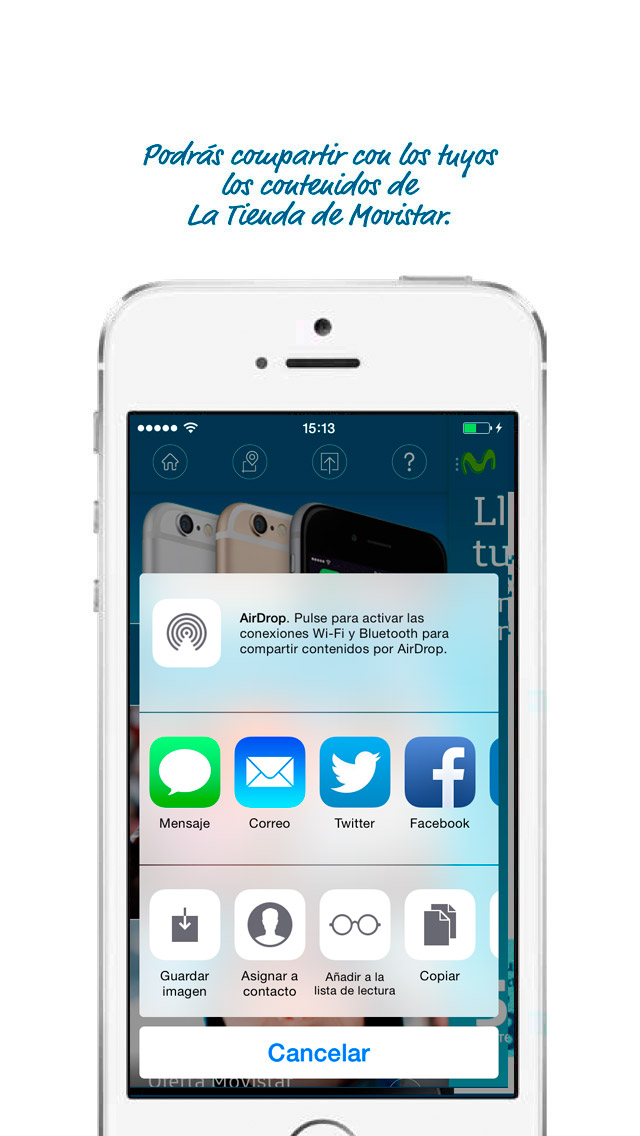 Podrás compartir con los tuyos
los contenidos de
La Tienda de Movistar.
15:13
?
Ll
tu
AirDrop. Pulse para activar las
conexiones Wi-Fi y Bluetooth para
compartir contenidos por AirDrop.
Mensaje
Correo
Twitter
Facebook
Guardar
imagen
Asignar a
contacto
Añadir a la
lista de lectura
Copiar
Cancelar
Oferta Movistar